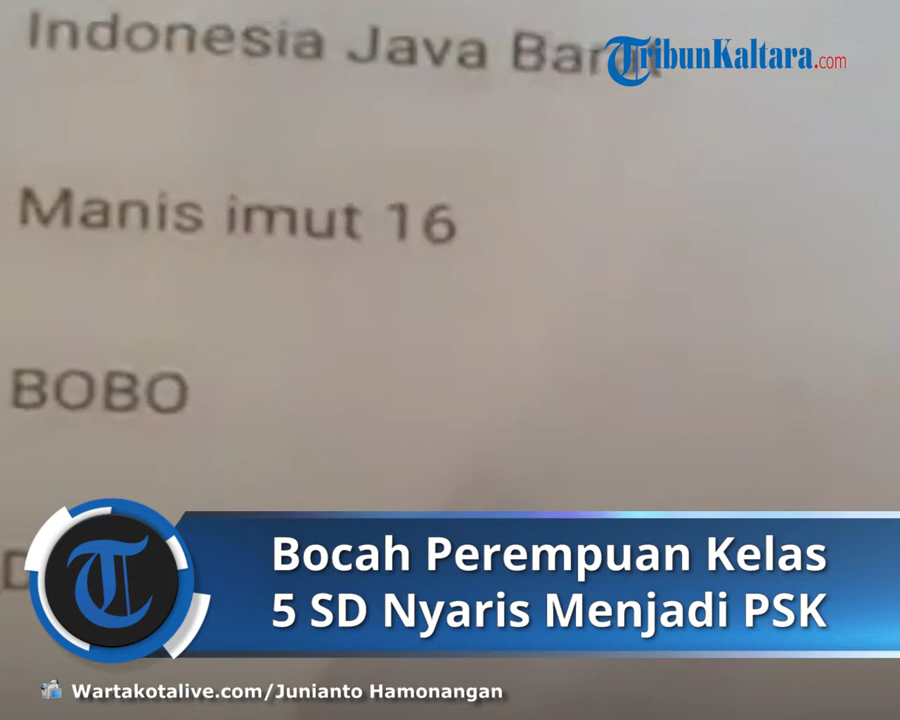 Indonesia Java
TribunKaltara.com
Manis imut 16
BOBO
Bocah Perempuan Kelas
5 SD Nyaris Menjadi PSK
Wartakotalive.com/Junianto Hamonangan